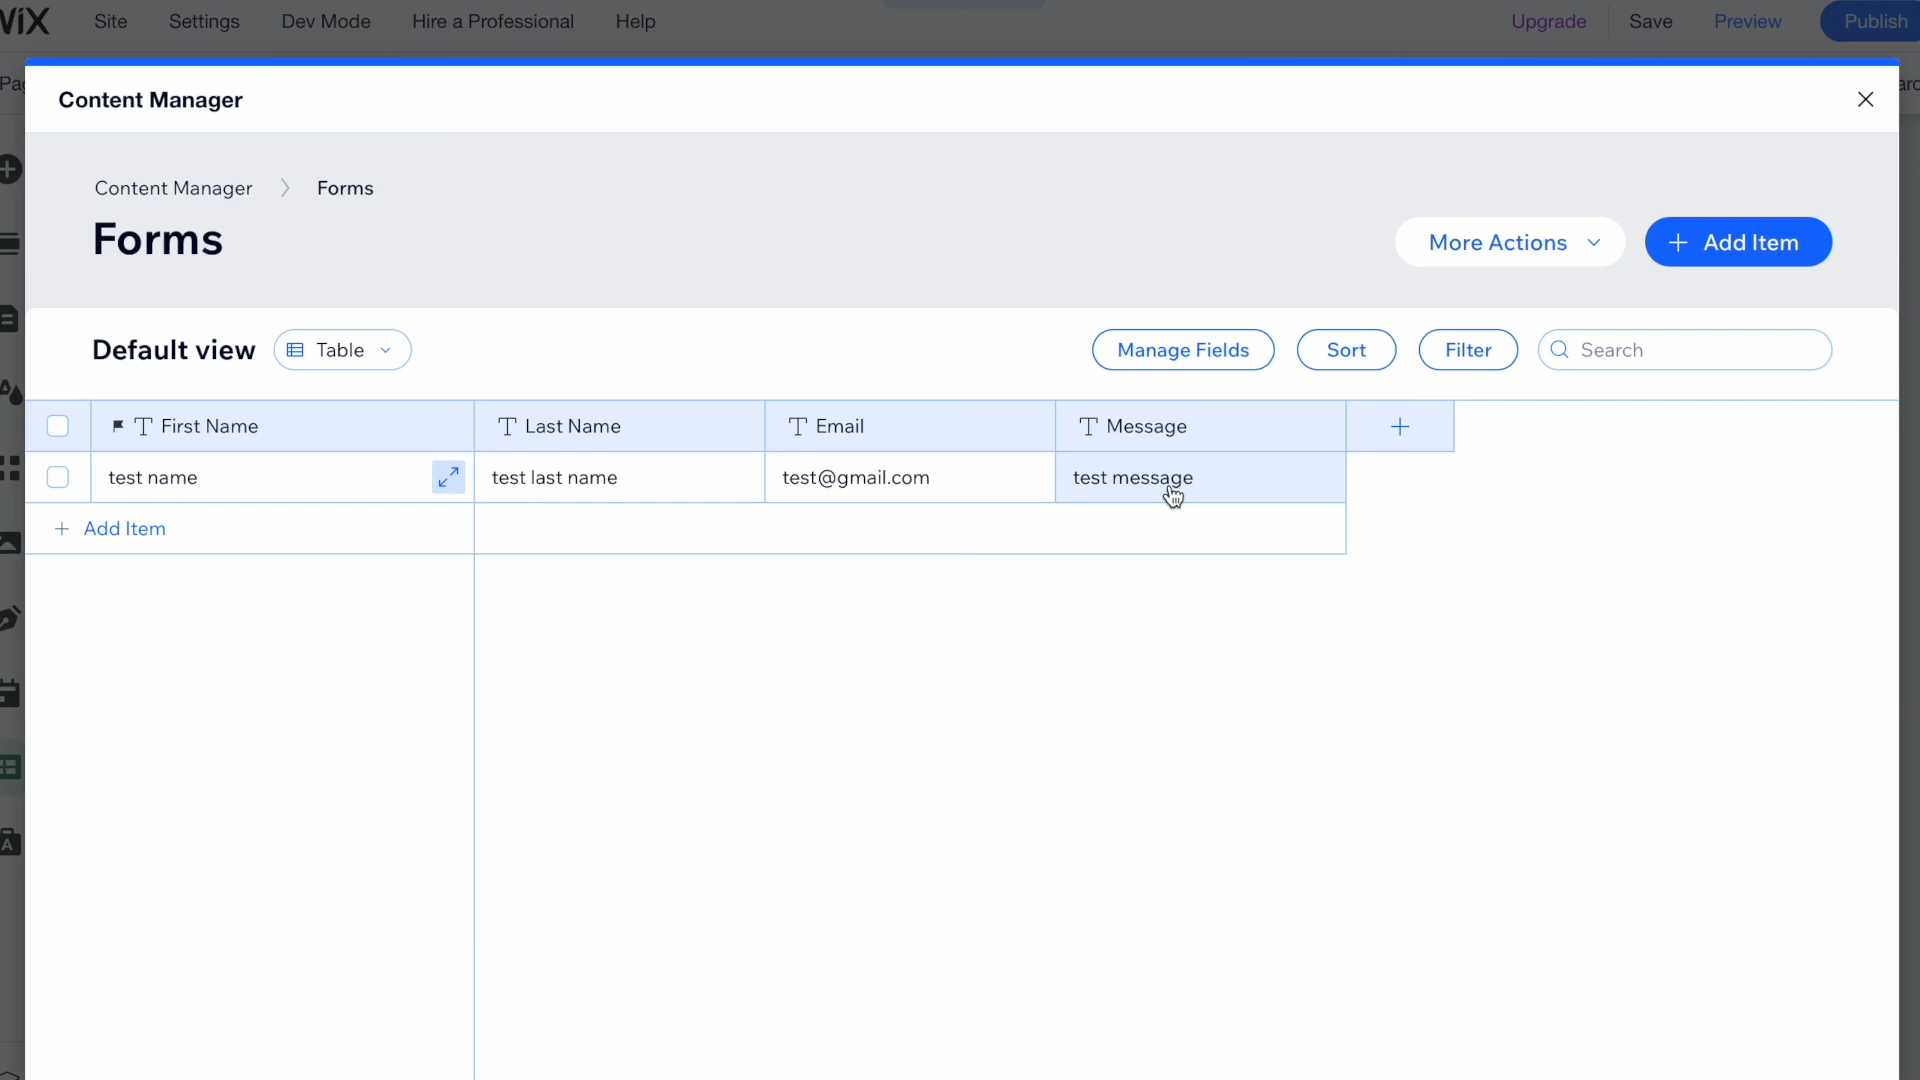 WiX Site Settings Dev Mode Hire a Professional Help Upgrade Save Preview Publish
Content Manager
Content Manager Forms
Forms
More Actions + Add Item
Default view Table Manage Fields Sort Filter Search
First Name Last Name Email Message +
test name test last name test@gmail.com test message
+ Add Item